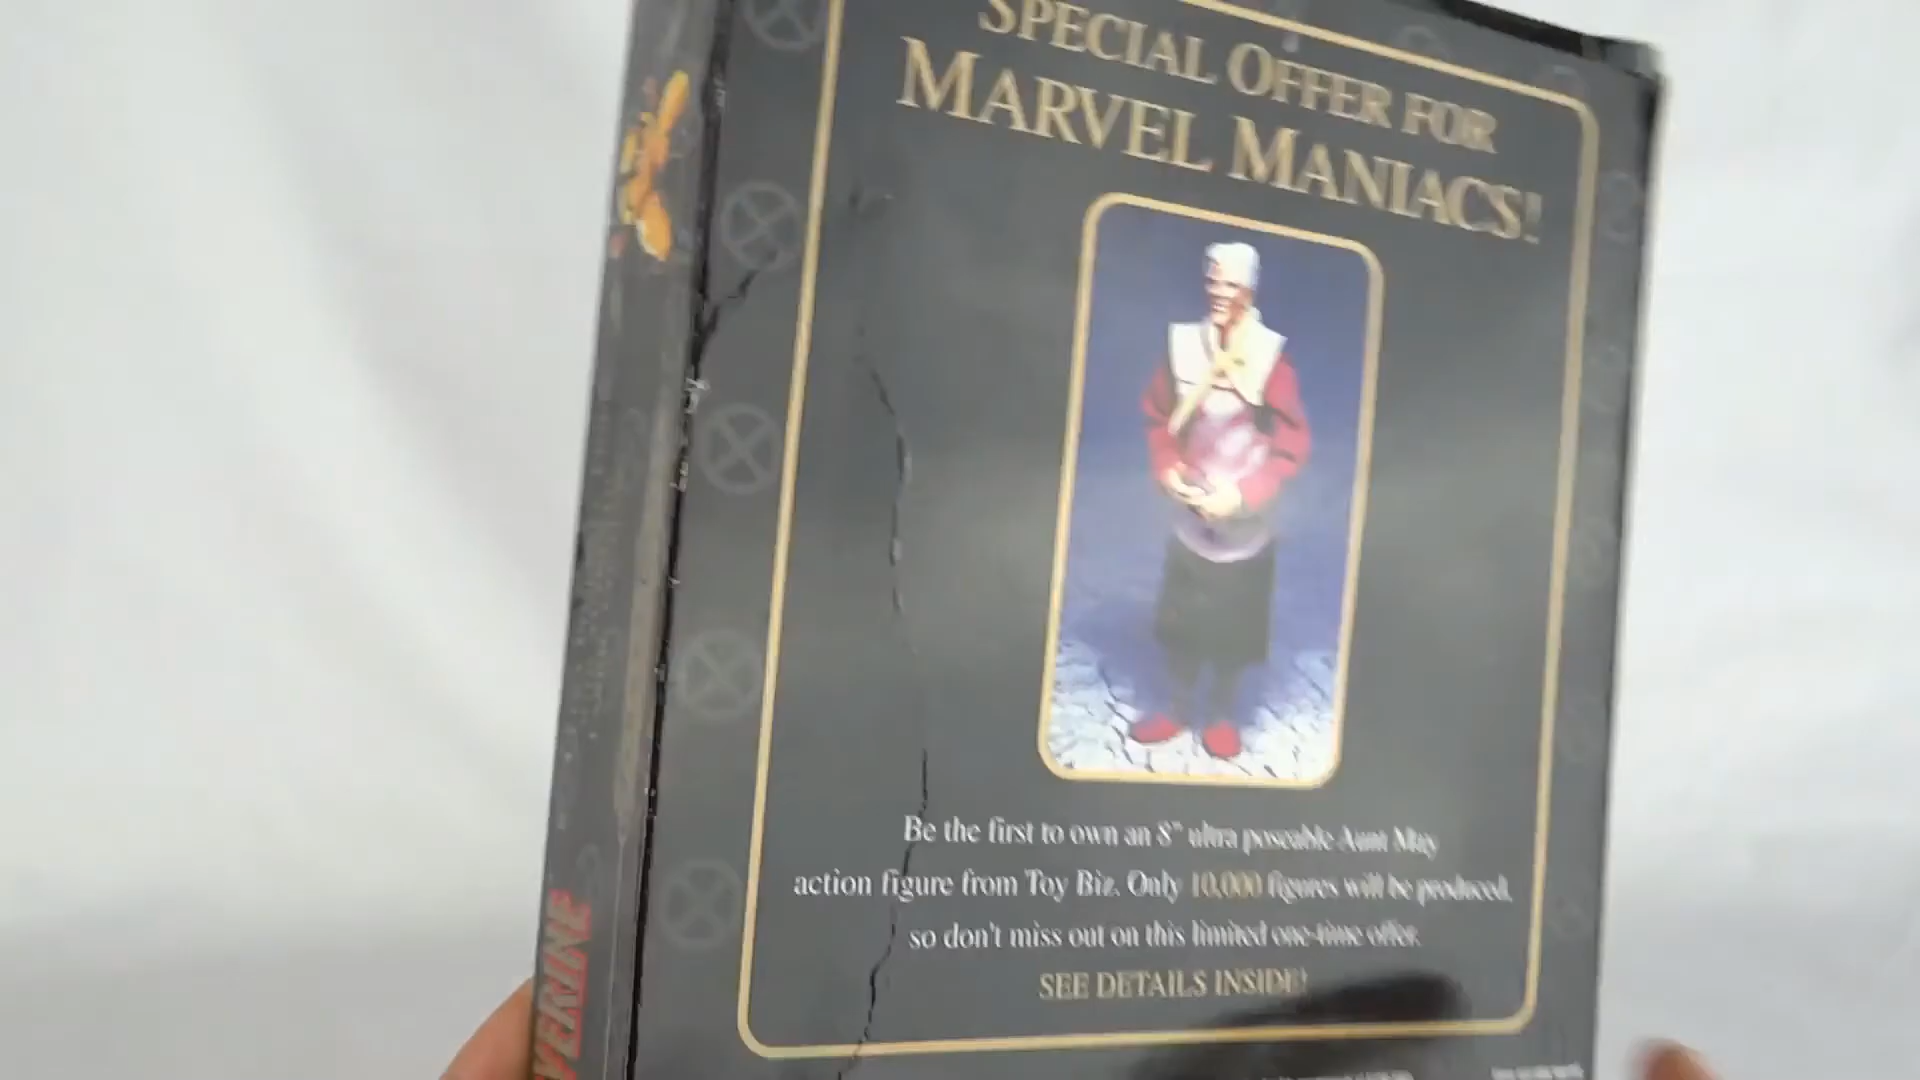 SPECIAL OFFER FOR
MARVEL MANIACS!
Be the first to own an 8" ultra poseable Aunt May
action figure from Toy Biz. Only 10,000 figures will be produced,
so don't miss out on this limited one-time offer.
SEE DETAILS INSIDE!
VERINE